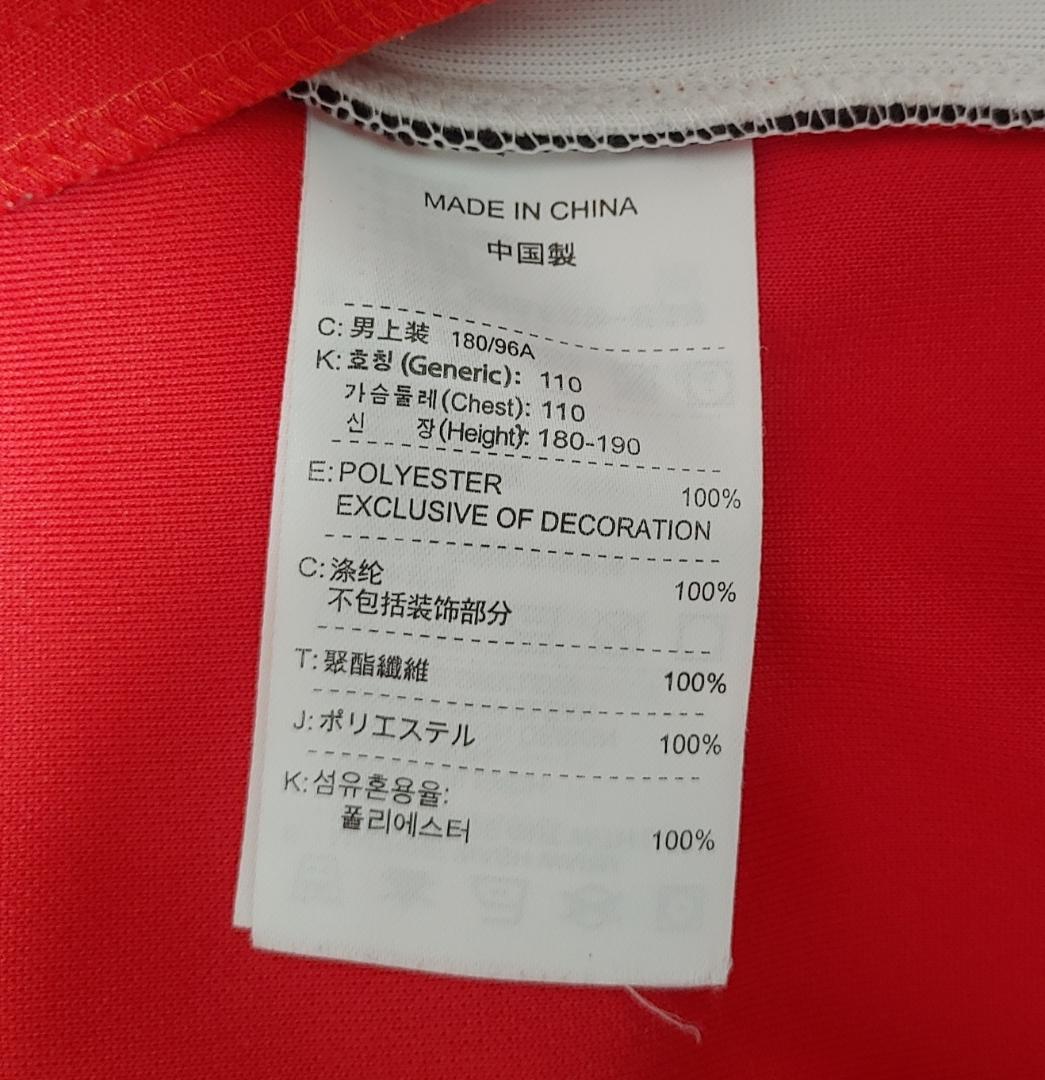 MADE IN CHINA
中国製
C: 男上装 180/96A
K: 호칭 (Generic): 110
가슴둘레(Chest): 110
신 장(Height): 180-190
E: POLYESTER 100%
EXCLUSIVE OF DECORATION
C: 涤纶 100%
不包括装饰部分
T: 聚酯纖維 100%
J: ポリエステル 100%
K: 섬유혼용율:
폴리에스터 100%